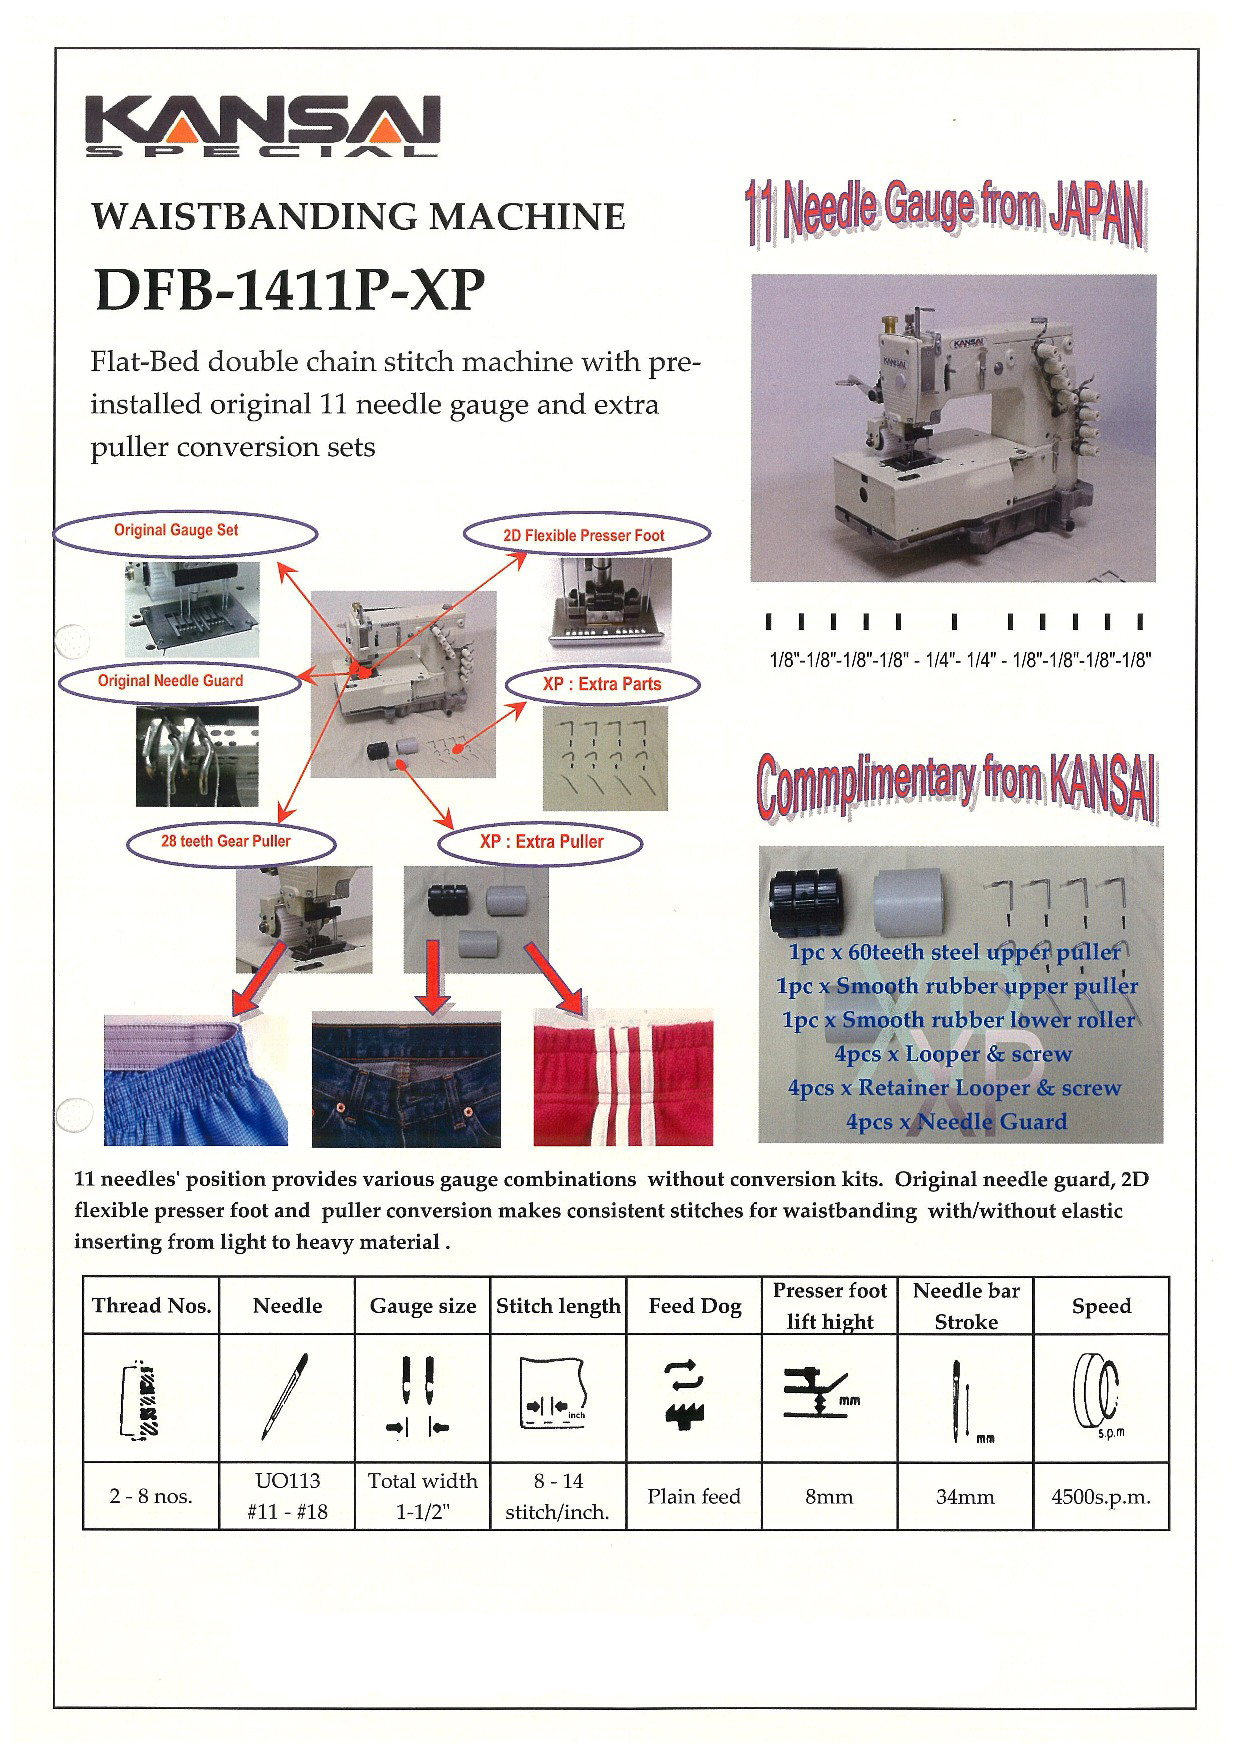 KANSAI
SPECIAL
WAISTBANDING MACHINE
DFB-1411P-XP
Flat-Bed double chain stitch machine with pre-
installed original 11 needle gauge and extra
puller conversion sets
11 Needle Gauge from JAPAN
KANSAI
KANSAI
Original Gauge Set
2D Flexible Presser Foot
Original Needle Guard
XP : Extra Parts
KANSAI
28 teeth Gear Puller
XP : Extra Puller
1/8"-1/8"-1/8"-1/8" - 1/4"- 1/4" - 1/8"-1/8"-1/8"-1/8"
Commplimentary from KANSAI
1pc x 60teeth steel upper puller
1pc x Smooth rubber upper puller
1pc x Smooth rubber lower roller
4pcs x Looper & screw
4pcs x Retainer Looper & screw
4pcs x Needle Guard
XP
XP
11 needles' position provides various gauge combinations without conversion kits. Original needle guard, 2D
flexible presser foot and puller conversion makes consistent stitches for waistbanding with/without elastic
inserting from light to heavy material .
Thread Nos. Needle Gauge size Stitch length Feed Dog Presser foot lift hight Needle bar Stroke Speed
inch mm mm s.p.m
2 - 8 nos. UO113 #11 - #18 Total width 1-1/2" 8 - 14 stitch/inch. Plain feed 8mm 34mm 4500s.p.m.